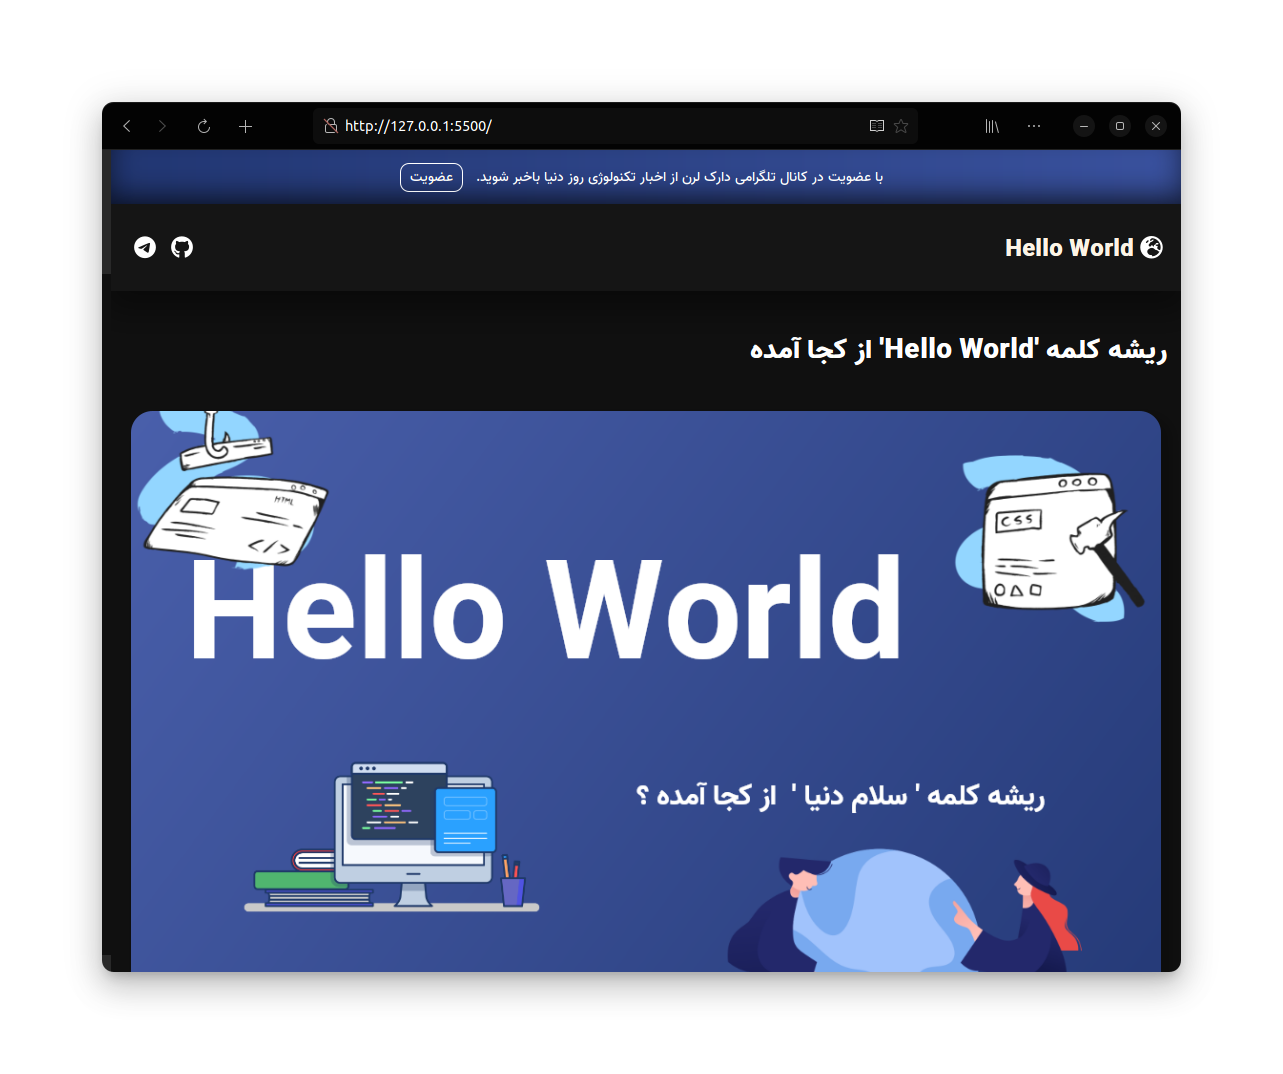 http://127.0.0.1:5500/
با عضویت در کانال تلگرامی دارک لرن از اخبار تکنولوژی روز دنیا باخبر شوید. عضویت
Hello World
ریشه کلمه 'Hello World' از کجا آمده
HTML
</>
CSS
Hello World
ریشه کلمه ' سلام دنیا ' از کجا آمده ؟